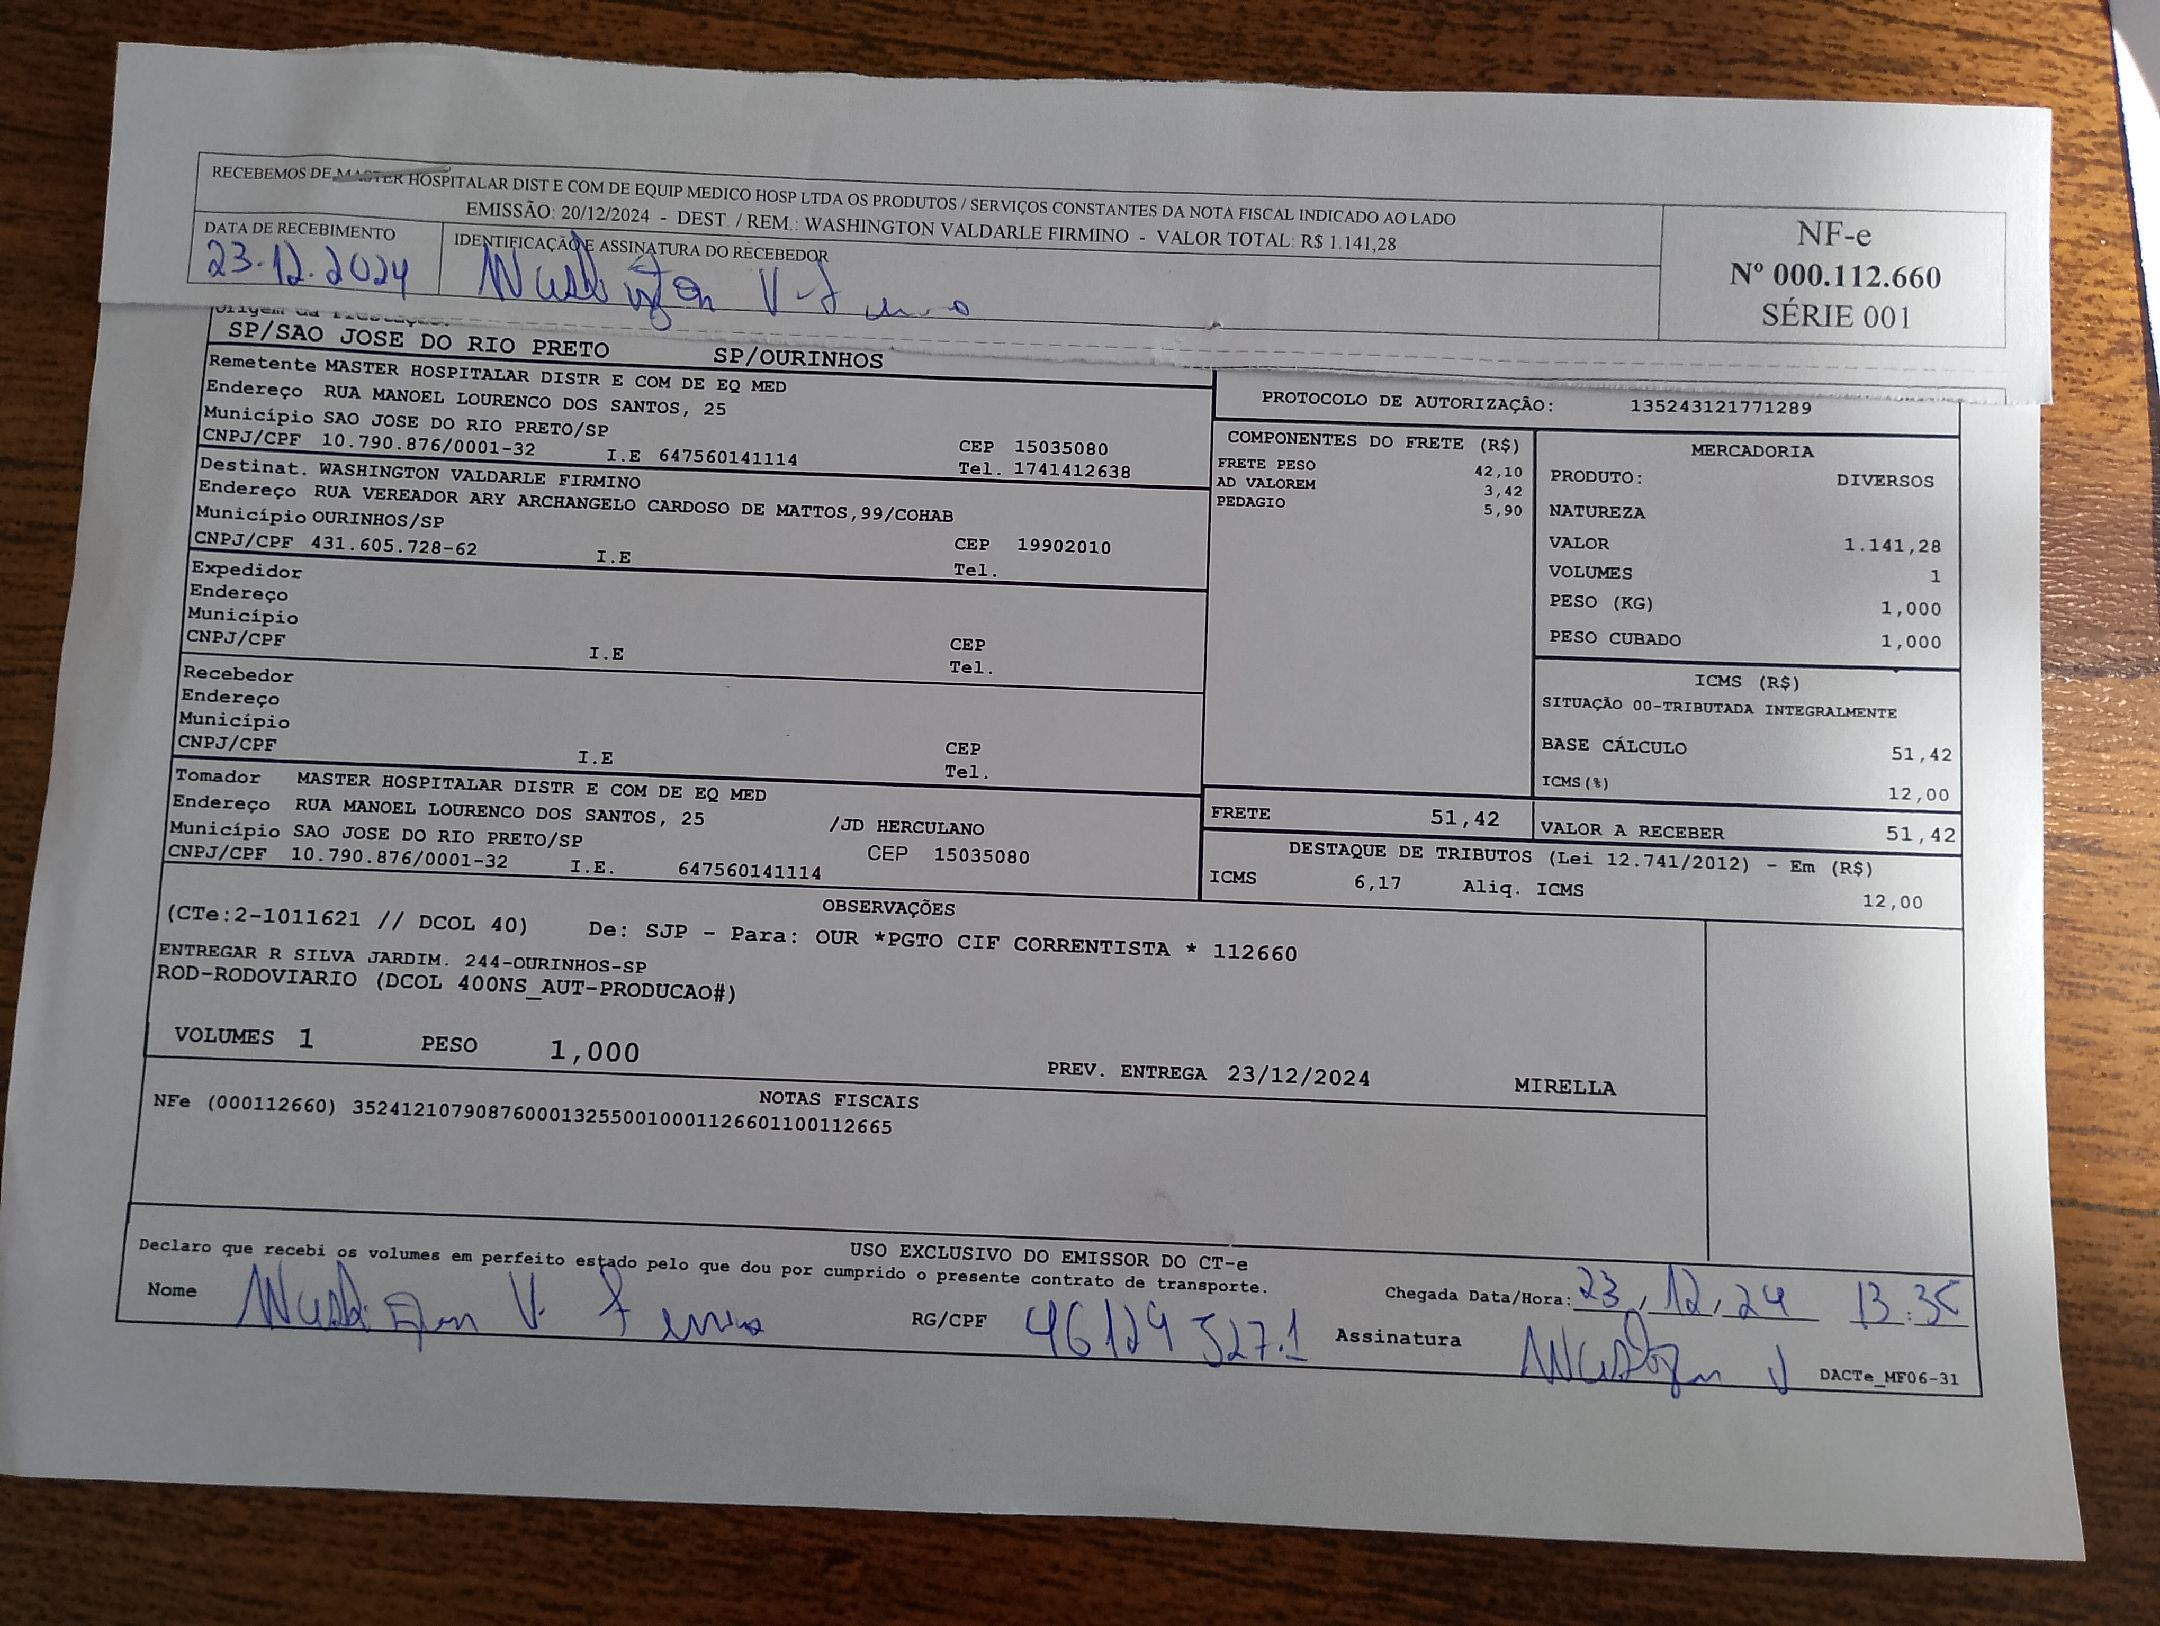 RECEBEMOS DE MASTER HOSPITALAR DIST E COM DE EQUIP MEDICO HOSP LTDA OS PRODUTOS / SERVIÇOS CONSTANTES DA NOTA FISCAL INDICADO AO LADO
EMISSÃO: 20/12/2024 - DEST. / REM.: WASHINGTON VALDARLE FIRMINO - VALOR TOTAL: R$ 1.141,28
DATA DE RECEBIMENTO
23.12.2024
IDENTIFICAÇÃO E ASSINATURA DO RECEBEDOR
NF-e
Nº 000.112.660
SÉRIE 001
SP/SAO JOSE DO RIO PRETO SP/OURINHOS
Remetente MASTER HOSPITALAR DISTR E COM DE EQ MED
Endereço RUA MANOEL LOURENCO DOS SANTOS, 25
Município SAO JOSE DO RIO PRETO/SP CEP 15035080
CNPJ/CPF 10.790.876/0001-32 I.E 647560141114 Tel. 1741412638
Destinat. WASHINGTON VALDARLE FIRMINO
Endereço RUA VEREADOR ARY ARCHANGELO CARDOSO DE MATTOS,99/COHAB
Município OURINHOS/SP CEP 19902010
CNPJ/CPF 431.605.728-62 I.E Tel.
Expedidor
Endereço
Município CEP
CNPJ/CPF I.E Tel.
Recebedor
Endereço
Município CEP
CNPJ/CPF I.E Tel.
Tomador MASTER HOSPITALAR DISTR E COM DE EQ MED
Endereço RUA MANOEL LOURENCO DOS SANTOS, 25 /JD HERCULANO
Município SAO JOSE DO RIO PRETO/SP CEP 15035080
CNPJ/CPF 10.790.876/0001-32 I.E. 647560141114
PROTOCOLO DE AUTORIZAÇÃO: 135243121771289
COMPONENTES DO FRETE (R$)
FRETE PESO 42,10
AD VALOREM 3,42
PEDAGIO 5,90
MERCADORIA
PRODUTO: DIVERSOS
NATUREZA
VALOR 1.141,28
VOLUMES 1
PESO (KG) 1,000
PESO CUBADO 1,000
ICMS (R$)
SITUAÇÃO 00-TRIBUTADA INTEGRALMENTE
BASE CÁLCULO 51,42
ICMS(%) 12,00
FRETE 51,42 VALOR A RECEBER 51,42
DESTAQUE DE TRIBUTOS (Lei 12.741/2012) - Em (R$)
ICMS 6,17 Aliq. ICMS 12,00
OBSERVAÇÕES
(CTe:2-1011621 // DCOL 40) De: SJP - Para: OUR *PGTO CIF CORRENTISTA * 112660
ENTREGAR R SILVA JARDIM. 244-OURINHOS-SP
ROD-RODOVIARIO (DCOL 400NS_AUT-PRODUCAO#)
VOLUMES 1 PESO 1,000 PREV. ENTREGA 23/12/2024 MIRELLA
NOTAS FISCAIS
NFe (000112660) 35241210790876000132550010001126601100112665
USO EXCLUSIVO DO EMISSOR DO CT-e
Declaro que recebi os volumes em perfeito estado pelo que dou por cumprido o presente contrato de transporte.
Chegada Data/Hora: 23,12,24 13:35
Nome
RG/CPF 46129527.1 Assinatura
DACTe_MF06-31